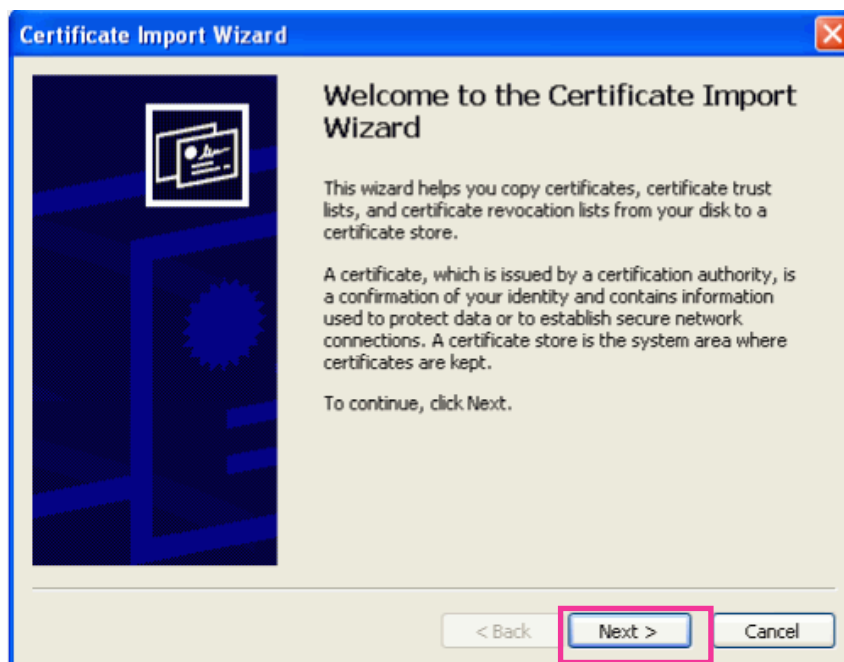 Certificate Import Wizard
Welcome to the Certificate Import
Wizard
This wizard helps you copy certificates, certificate trust
lists, and certificate revocation lists from your disk to a
certificate store.
A certificate, which is issued by a certification authority, is
a confirmation of your identity and contains information
used to protect data or to establish secure network
connections. A certificate store is the system area where
certificates are kept.
To continue, click Next.
< Back Next > Cancel